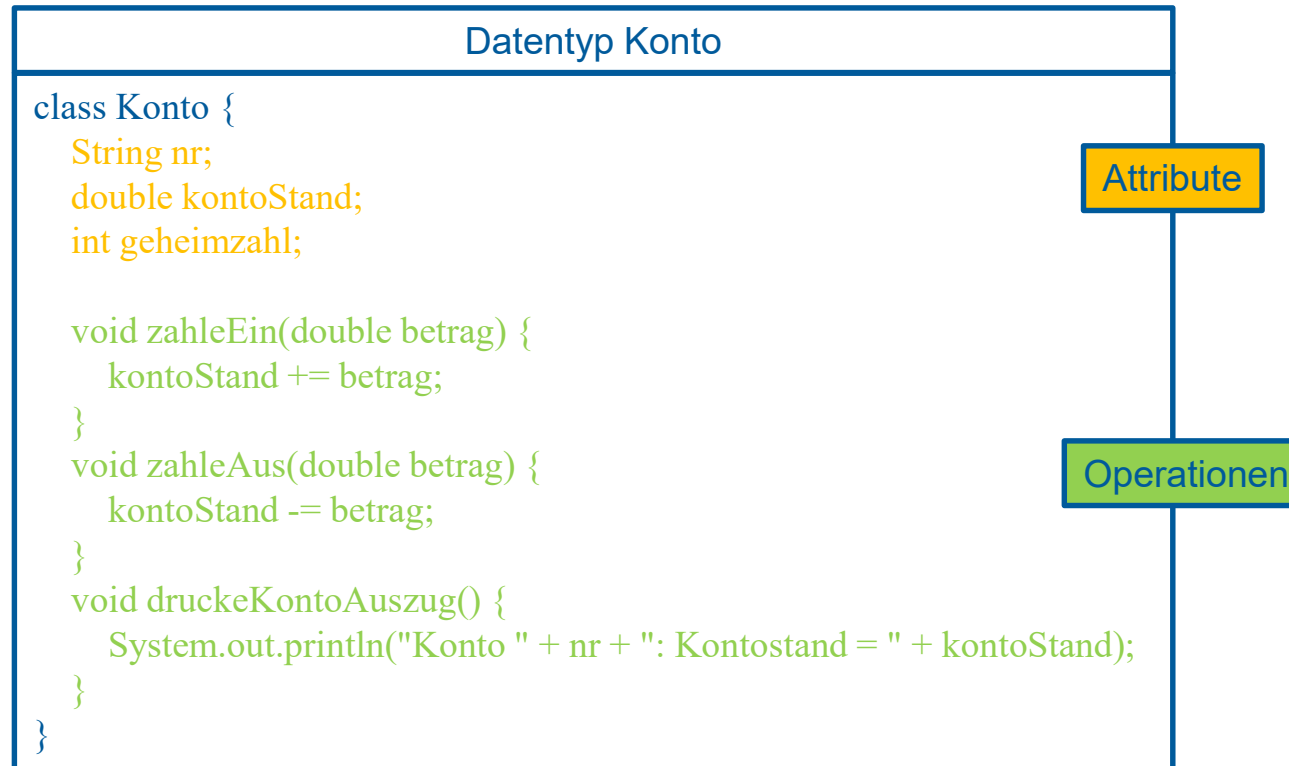 Datentyp Konto
class Konto {
String nr;
double kontoStand;
int geheimzahl;
Attribute
void zahleEin(double betrag) {
kontoStand += betrag;
}
void zahleAus(double betrag) {
kontoStand -= betrag;
}
Operationen
void druckeKontoAuszug() {
System.out.println("Konto " + nr + ": Kontostand = " + kontoStand);
}
}